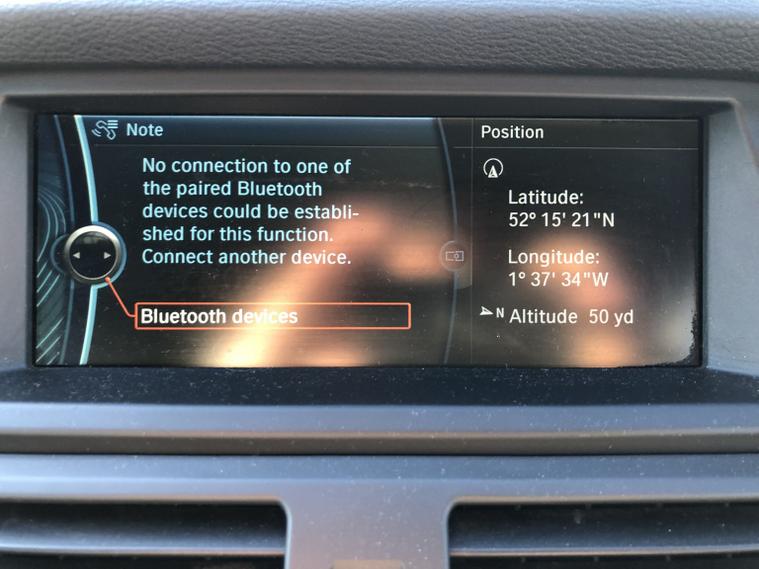 Note
No connection to one of
the paired Bluetooth
devices could be establi-
shed for this function.
Connect another device.
Bluetooth devices
Position
Latitude:
52° 15' 21"N
Longitude:
1° 37' 34"W
N Altitude 50 yd